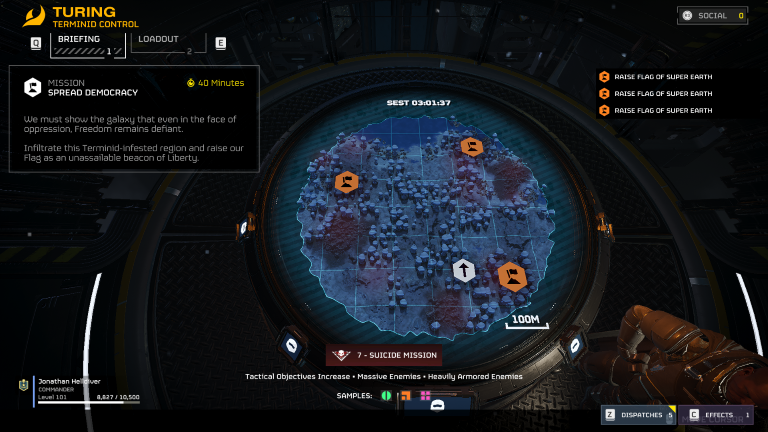 TURING
TERMINID CONTROL
SOCIAL 0
Q
BRIEFING
1
LOADOUT
2
E
MISSION
SPREAD DEMOCRACY
40 Minutes
We must show the galaxy that even in the face of
oppression, Freedom remains defiant.
Infiltrate this Terminid-infested region and raise our
Flag as an unassailable beacon of Liberty.
RAISE FLAG OF SUPER EARTH
RAISE FLAG OF SUPER EARTH
RAISE FLAG OF SUPER EARTH
SEST 03:01:37
100M
7 - SUICIDE MISSION
Tactical Objectives Increase • Massive Enemies • Heavily Armored Enemies
SAMPLES:
Jonathan Helldiver
COMMANDER
Level 101
8,827 / 10,500
Z DISPATCHES 5
C EFFECTS 1
CURSOR